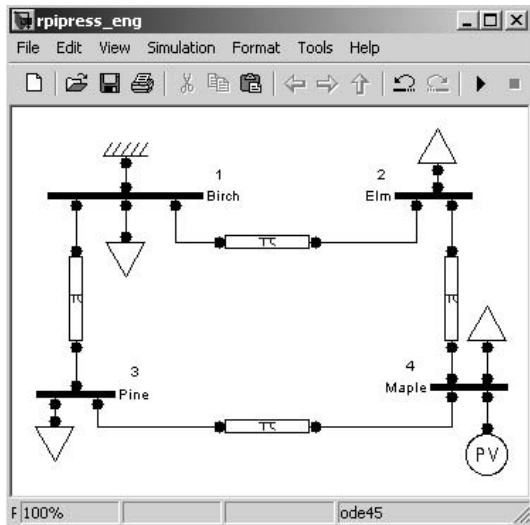 rpipress_eng
File Edit View Simulation Format Tools Help
1
Birch
2
Elm
π
π
π
3
Pine
4
Maple
π
PV
F 100% ode45